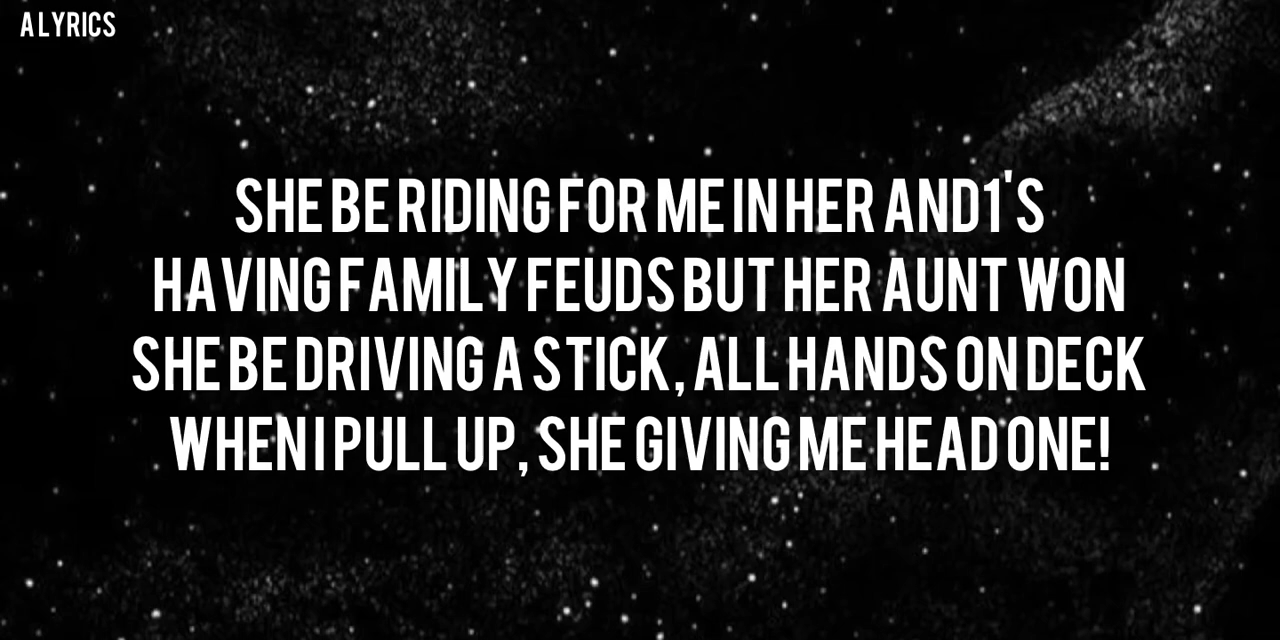 A LYRICS
SHE BE RIDING FOR ME IN HER AND1'S
HAVING FAMILY FEUDS BUT HER AUNT WON
SHE BE DRIVING A STICK, ALL HANDS ON DECK
WHEN I PULL UP, SHE GIVING ME HEAD ONE!